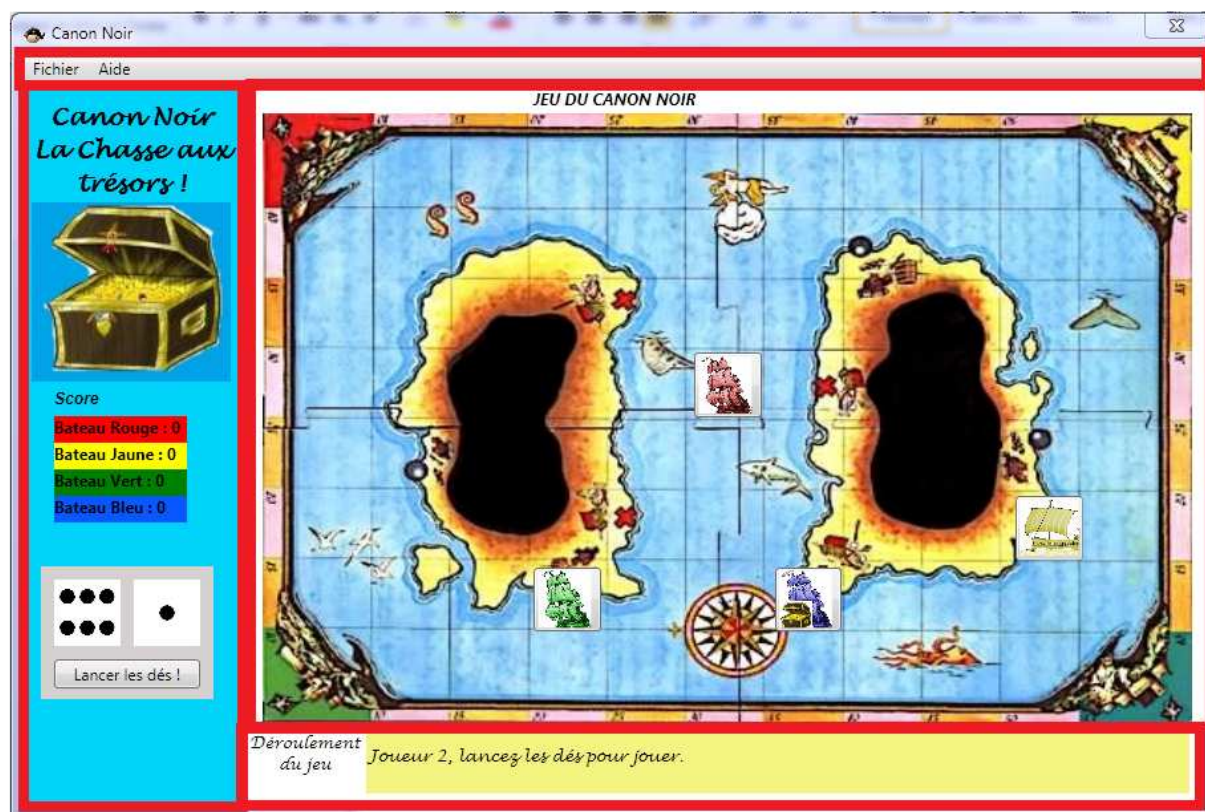 Canon Noir
Fichier Aide
Canon Noir
La Chasse aux
trésors !
Score
Bateau Rouge : 0
Bateau Jaune : 0
Bateau Vert : 0
Bateau Bleu : 0
Lancer les dés !
JEU DU CANON NOIR
Déroulement
du jeu
Joueur 2, lancez les dés pour jouer.